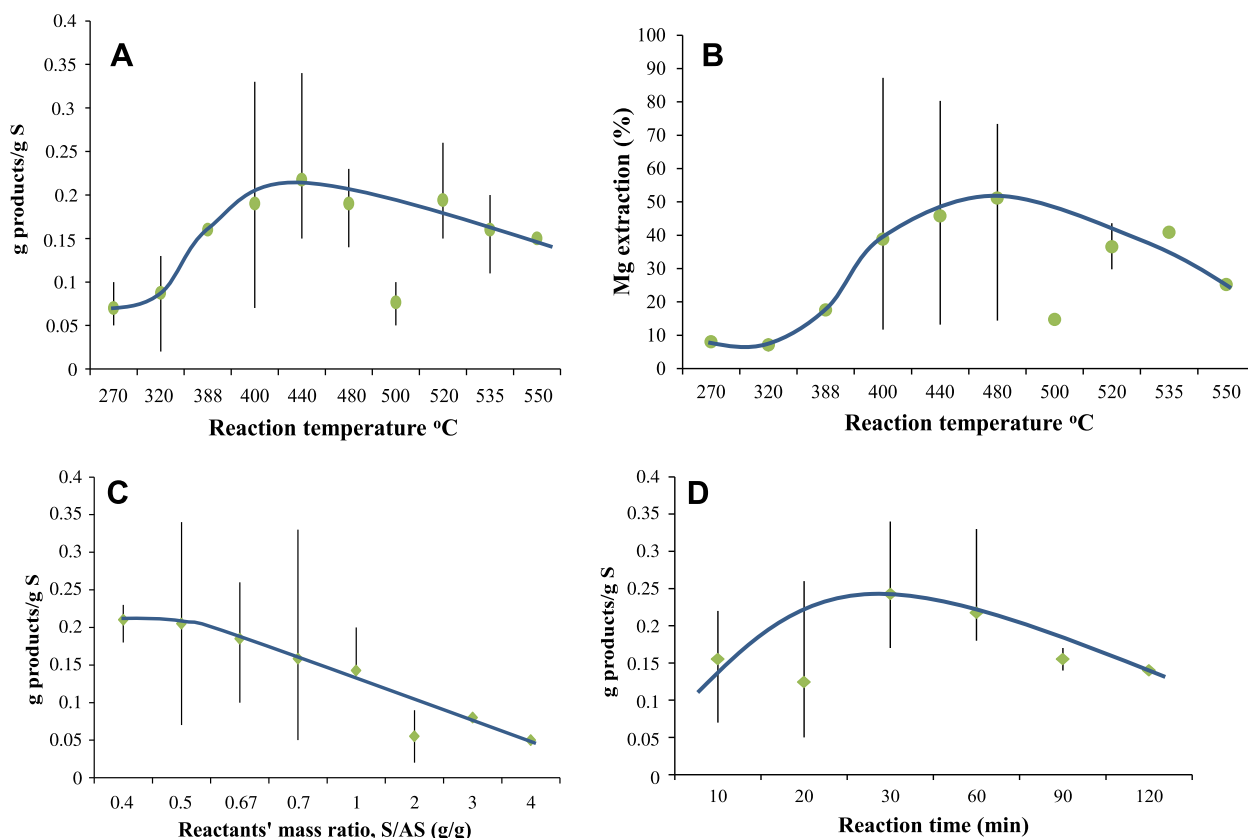 A
g products/g S
0.4
0.35
0.3
0.25
0.2
0.15
0.1
0.05
0
270 320 388 400 440 480 500 520 535 550
Reaction temperature ºC
B
Mg extraction (%)
100
90
80
70
60
50
40
30
20
10
0
270 320 388 400 440 480 500 520 535 550
Reaction temperature ºC
C
g products/g S
0.4
0.35
0.3
0.25
0.2
0.15
0.1
0.05
0
0.4 0.5 0.67 0.7 1 2 3 4
Reactants' mass ratio, S/AS (g/g)
D
g products/g S
0.4
0.35
0.3
0.25
0.2
0.15
0.1
0.05
0
10 20 30 60 90 120
Reaction time (min)